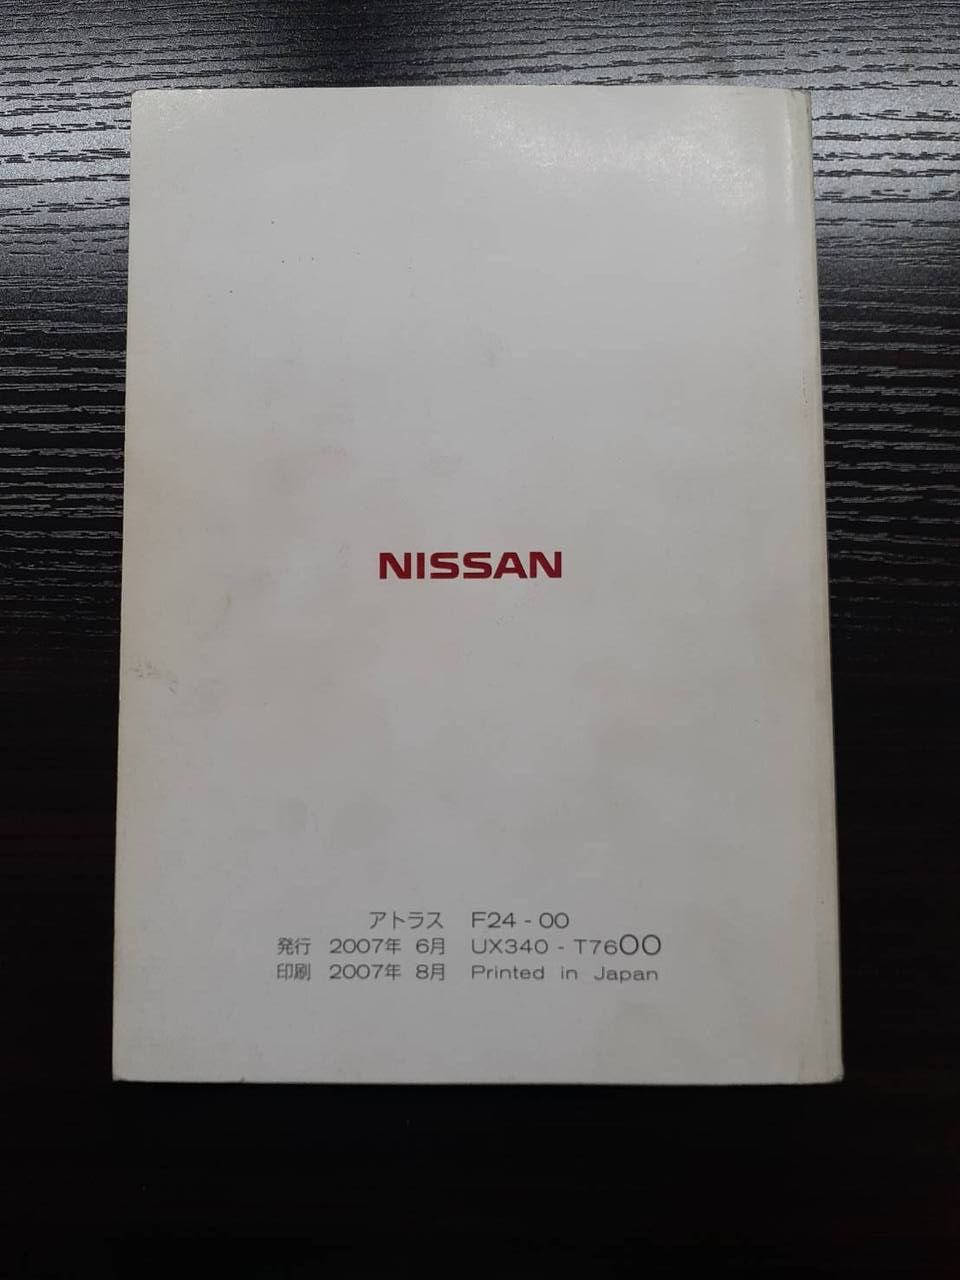 NISSAN
アトラス F24-00
発行 2007年 6月 UX340-T7600
印刷 2007年 8月 Printed in Japan